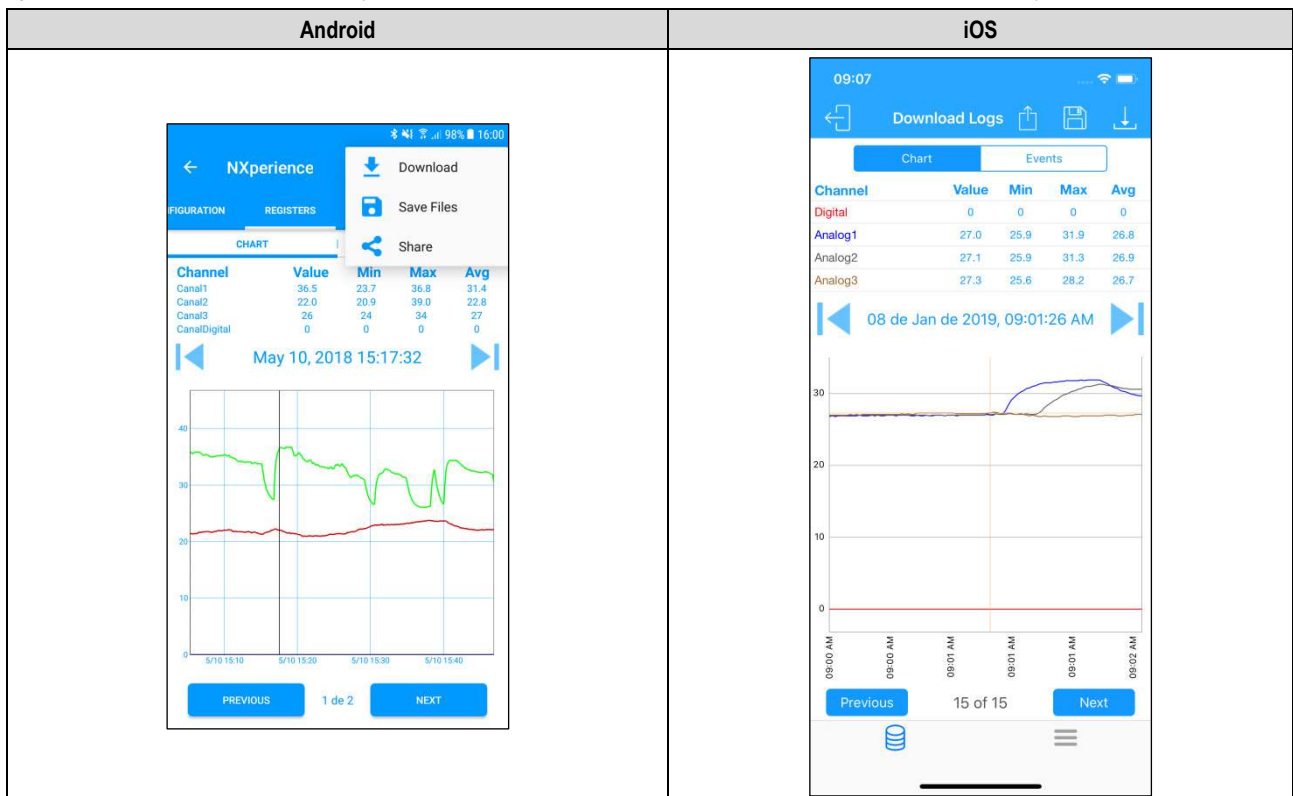 Android
iOS
98% 16:00
NXperience
Download
Save Files
Share
FIGURATION REGISTERS
CHART
Channel Value Min Max Avg
Canal1 36.5 23.7 36.8 31.4
Canal2 22.0 20.9 39.0 22.8
Canal3 26 24 34 27
CanalDigital 0 0 0 0
May 10, 2018 15:17:32
40
30
20
10
0
5/10 15:10 5/10 15:20 5/10 15:30 5/10 15:40
PREVIOUS 1 de 2 NEXT
09:07
Download Logs
Chart Events
Channel Value Min Max Avg
Digital 0 0 0 0
Analog1 27.0 25.9 31.9 26.8
Analog2 27.1 25.9 31.3 26.9
Analog3 27.3 25.6 28.2 26.7
08 de Jan de 2019, 09:01:26 AM
30
20
10
0
09:00 AM 09:00 AM 09:01 AM 09:01 AM 09:01 AM 09:02 AM
Previous 15 of 15 Next